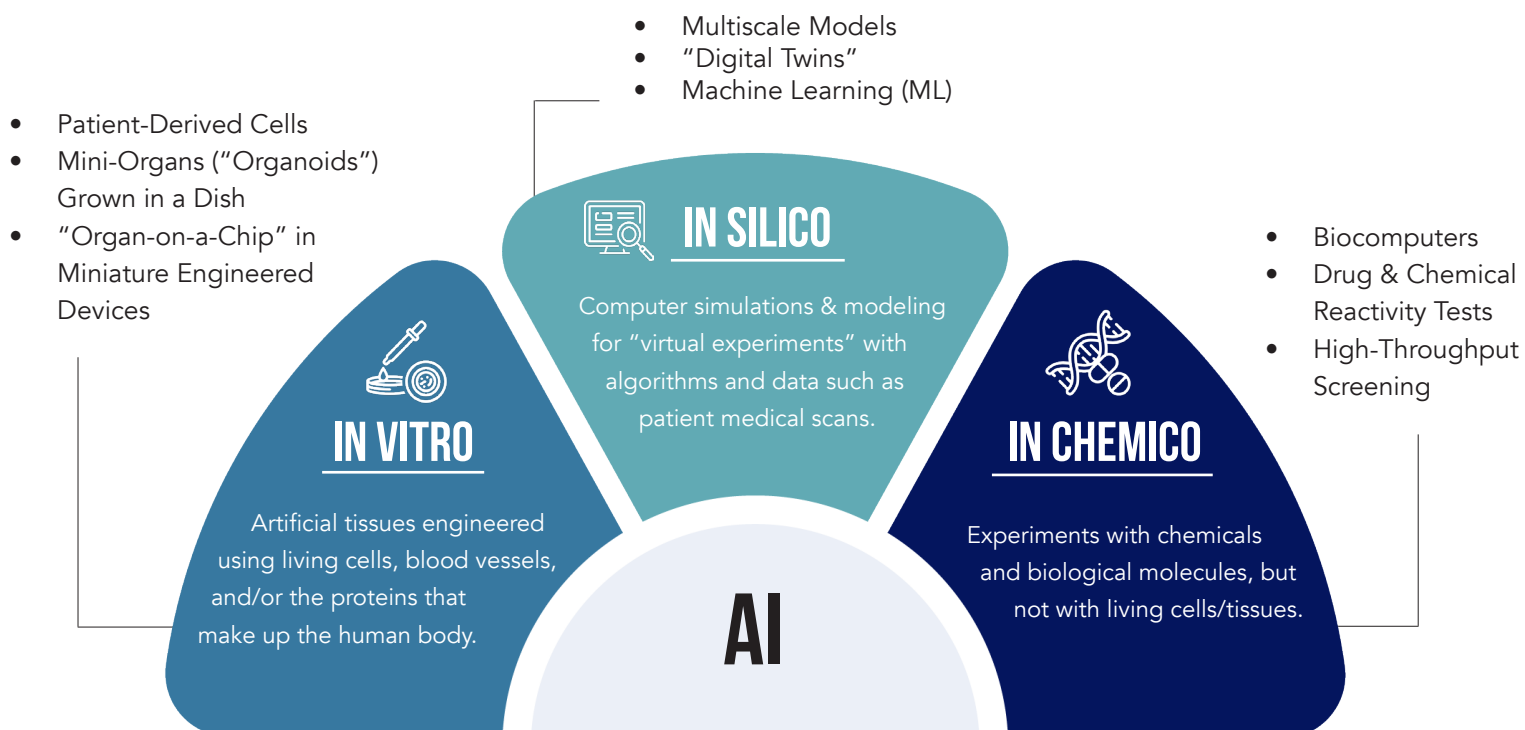 • Multiscale Models
• “Digital Twins”
• Machine Learning (ML)
• Patient-Derived Cells
• Mini-Organs (“Organoids”)
Grown in a Dish
• “Organ-on-a-Chip” in
Miniature Engineered
Devices
IN SILICO
Computer simulations & modeling
for “virtual experiments” with
algorithms and data such as
patient medical scans.
• Biocomputers
• Drug & Chemical
Reactivity Tests
• High-Throughput
Screening
IN VITRO
Artificial tissues engineered
using living cells, blood vessels,
and/or the proteins that
make up the human body.
IN CHEMICO
Experiments with chemicals
and biological molecules, but
not with living cells/tissues.
AI